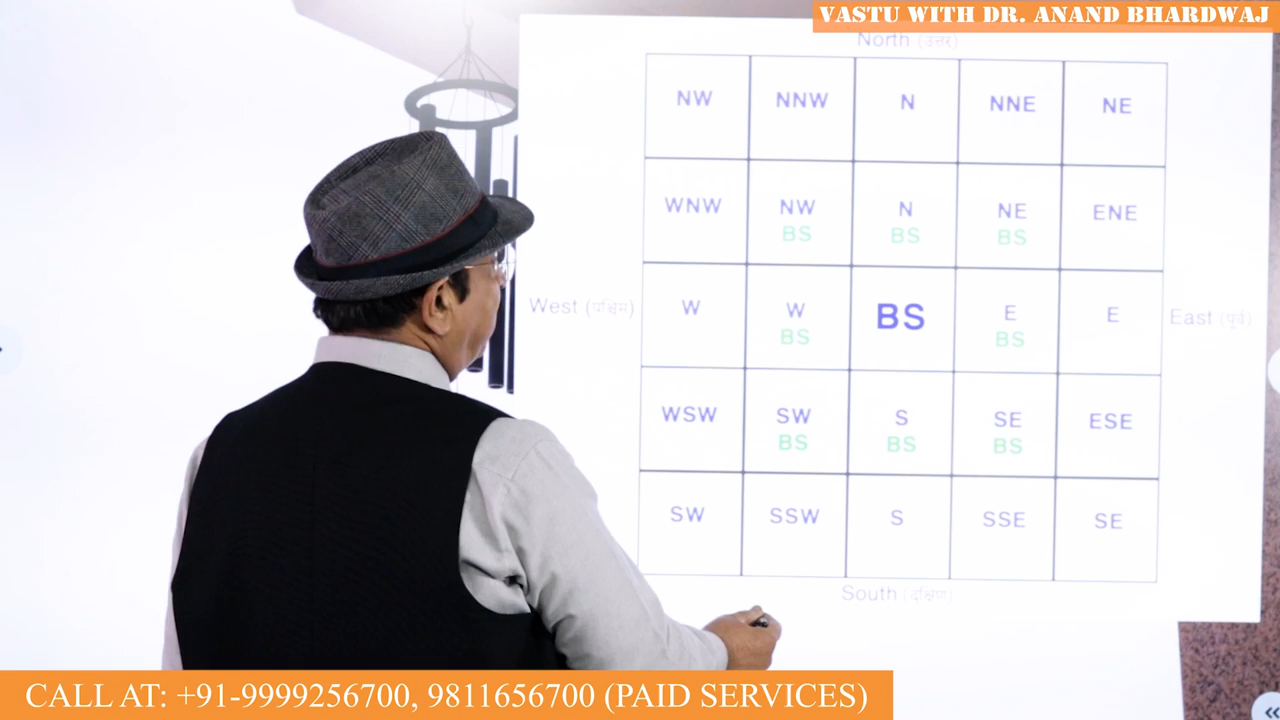 VASTU WITH DR. ANAND BHARDWAJ
North (उत्तर)
NW NNW N NNE NE
WNW NW BS N BS NE BS ENE
West (पश्चिम) W W BS BS E BS E East (पूर्व)
WSW SW BS S BS SE BS ESE
SW SSW S SSE SE
South (दक्षिण)
CALL AT: +91-9999256700, 9811656700 (PAID SERVICES)